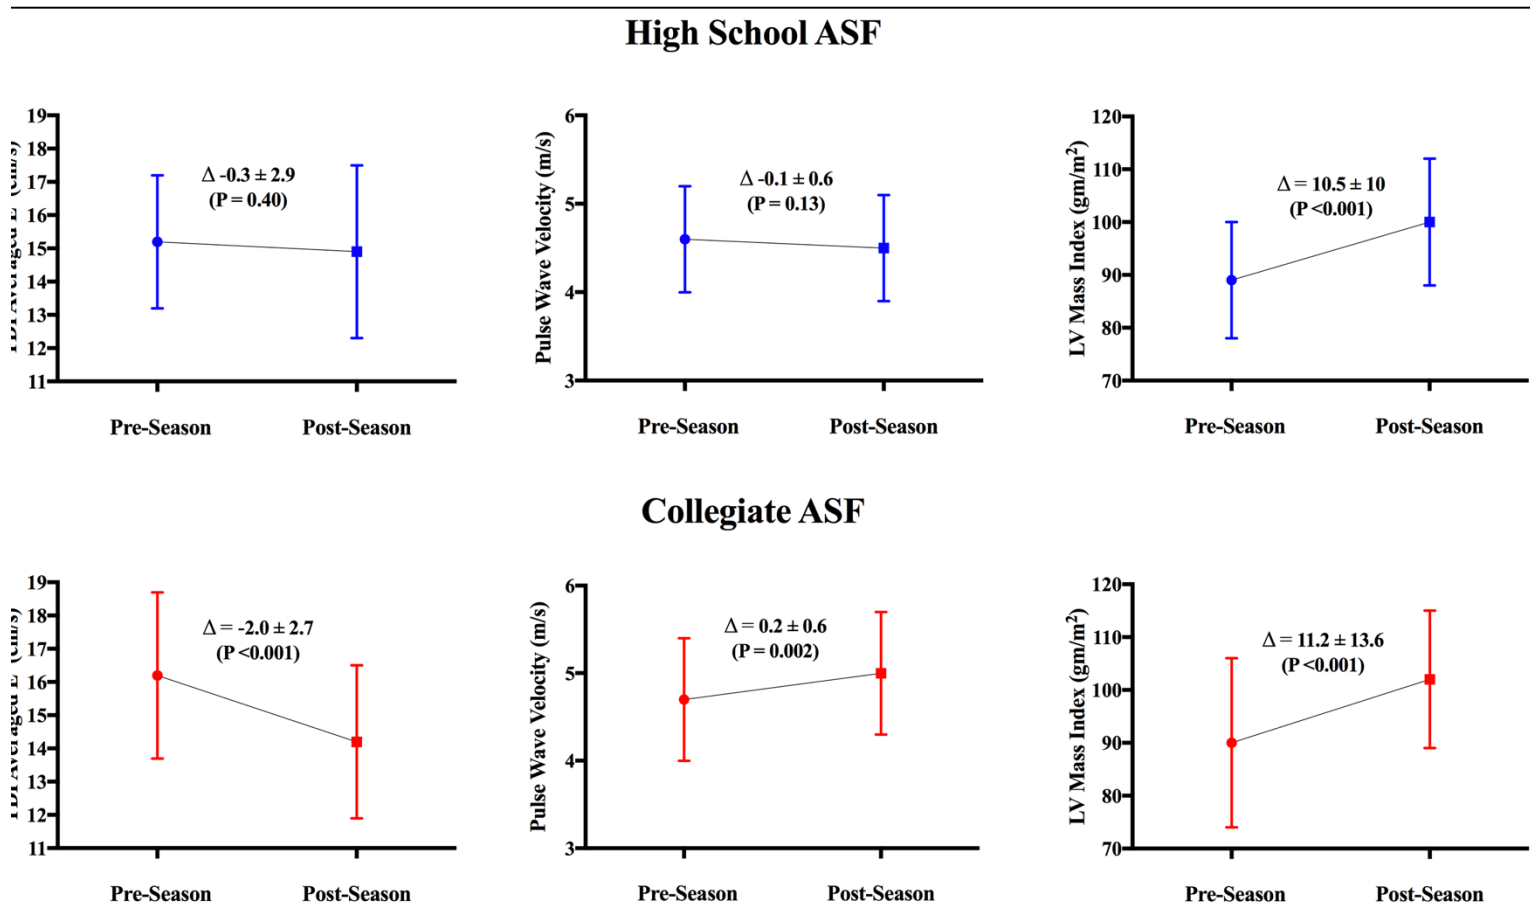 High School ASF
19
18
17
16
15
14
13
12
11
Δ -0.3 ± 2.9
(P = 0.40)
Pre-Season
Post-Season
Pulse Wave Velocity (m/s)
6
5
4
3
Δ -0.1 ± 0.6
(P = 0.13)
Pre-Season
Post-Season
LV Mass Index (gm/m²)
120
110
100
90
80
70
Δ = 10.5 ± 10
(P <0.001)
Pre-Season
Post-Season
Collegiate ASF
Averaged
19
18
17
16
15
14
13
12
11
Δ = -2.0 ± 2.7
(P <0.001)
Pre-Season
Post-Season
Pulse Wave Velocity (m/s)
6
5
4
3
Δ = 0.2 ± 0.6
(P = 0.002)
Pre-Season
Post-Season
LV Mass Index (gm/m²)
120
110
100
90
80
70
Δ = 11.2 ± 13.6
(P <0.001)
Pre-Season
Post-Season